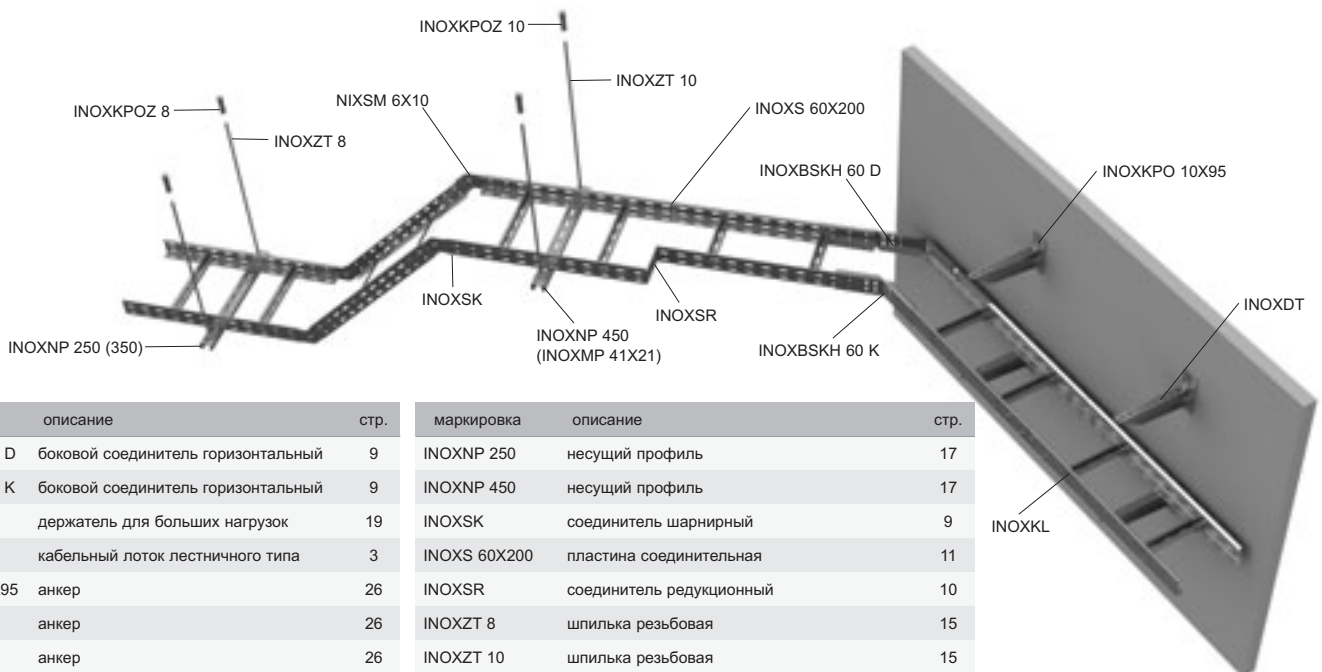 INOXKPOZ 10
INOXZT 10
INOXKPOZ 8
NIXSM 6X10
INOXS 60X200
INOXZT 8
INOXBSKH 60 D
INOXKPO 10X95
INOXSK
INOXSR
INOXDT
INOXNP 250 (350)
INOXNP 450
(INOXMP 41X21)
INOXBSKH 60 K
INOXKL
описание стр.
D боковой соединитель горизонтальный 9
K боковой соединитель горизонтальный 9
держатель для больших нагрузок 19
кабельный лоток лестничного типа 3
95 анкер 26
анкер 26
анкер 26
маркировка описание стр.
INOXNP 250 несущий профиль 17
INOXNP 450 несущий профиль 17
INOXSK соединитель шарнирный 9
INOXS 60X200 пластина соединительная 11
INOXSR соединитель редукционный 10
INOXZT 8 шпилька резьбовая 15
INOXZT 10 шпилька резьбовая 15